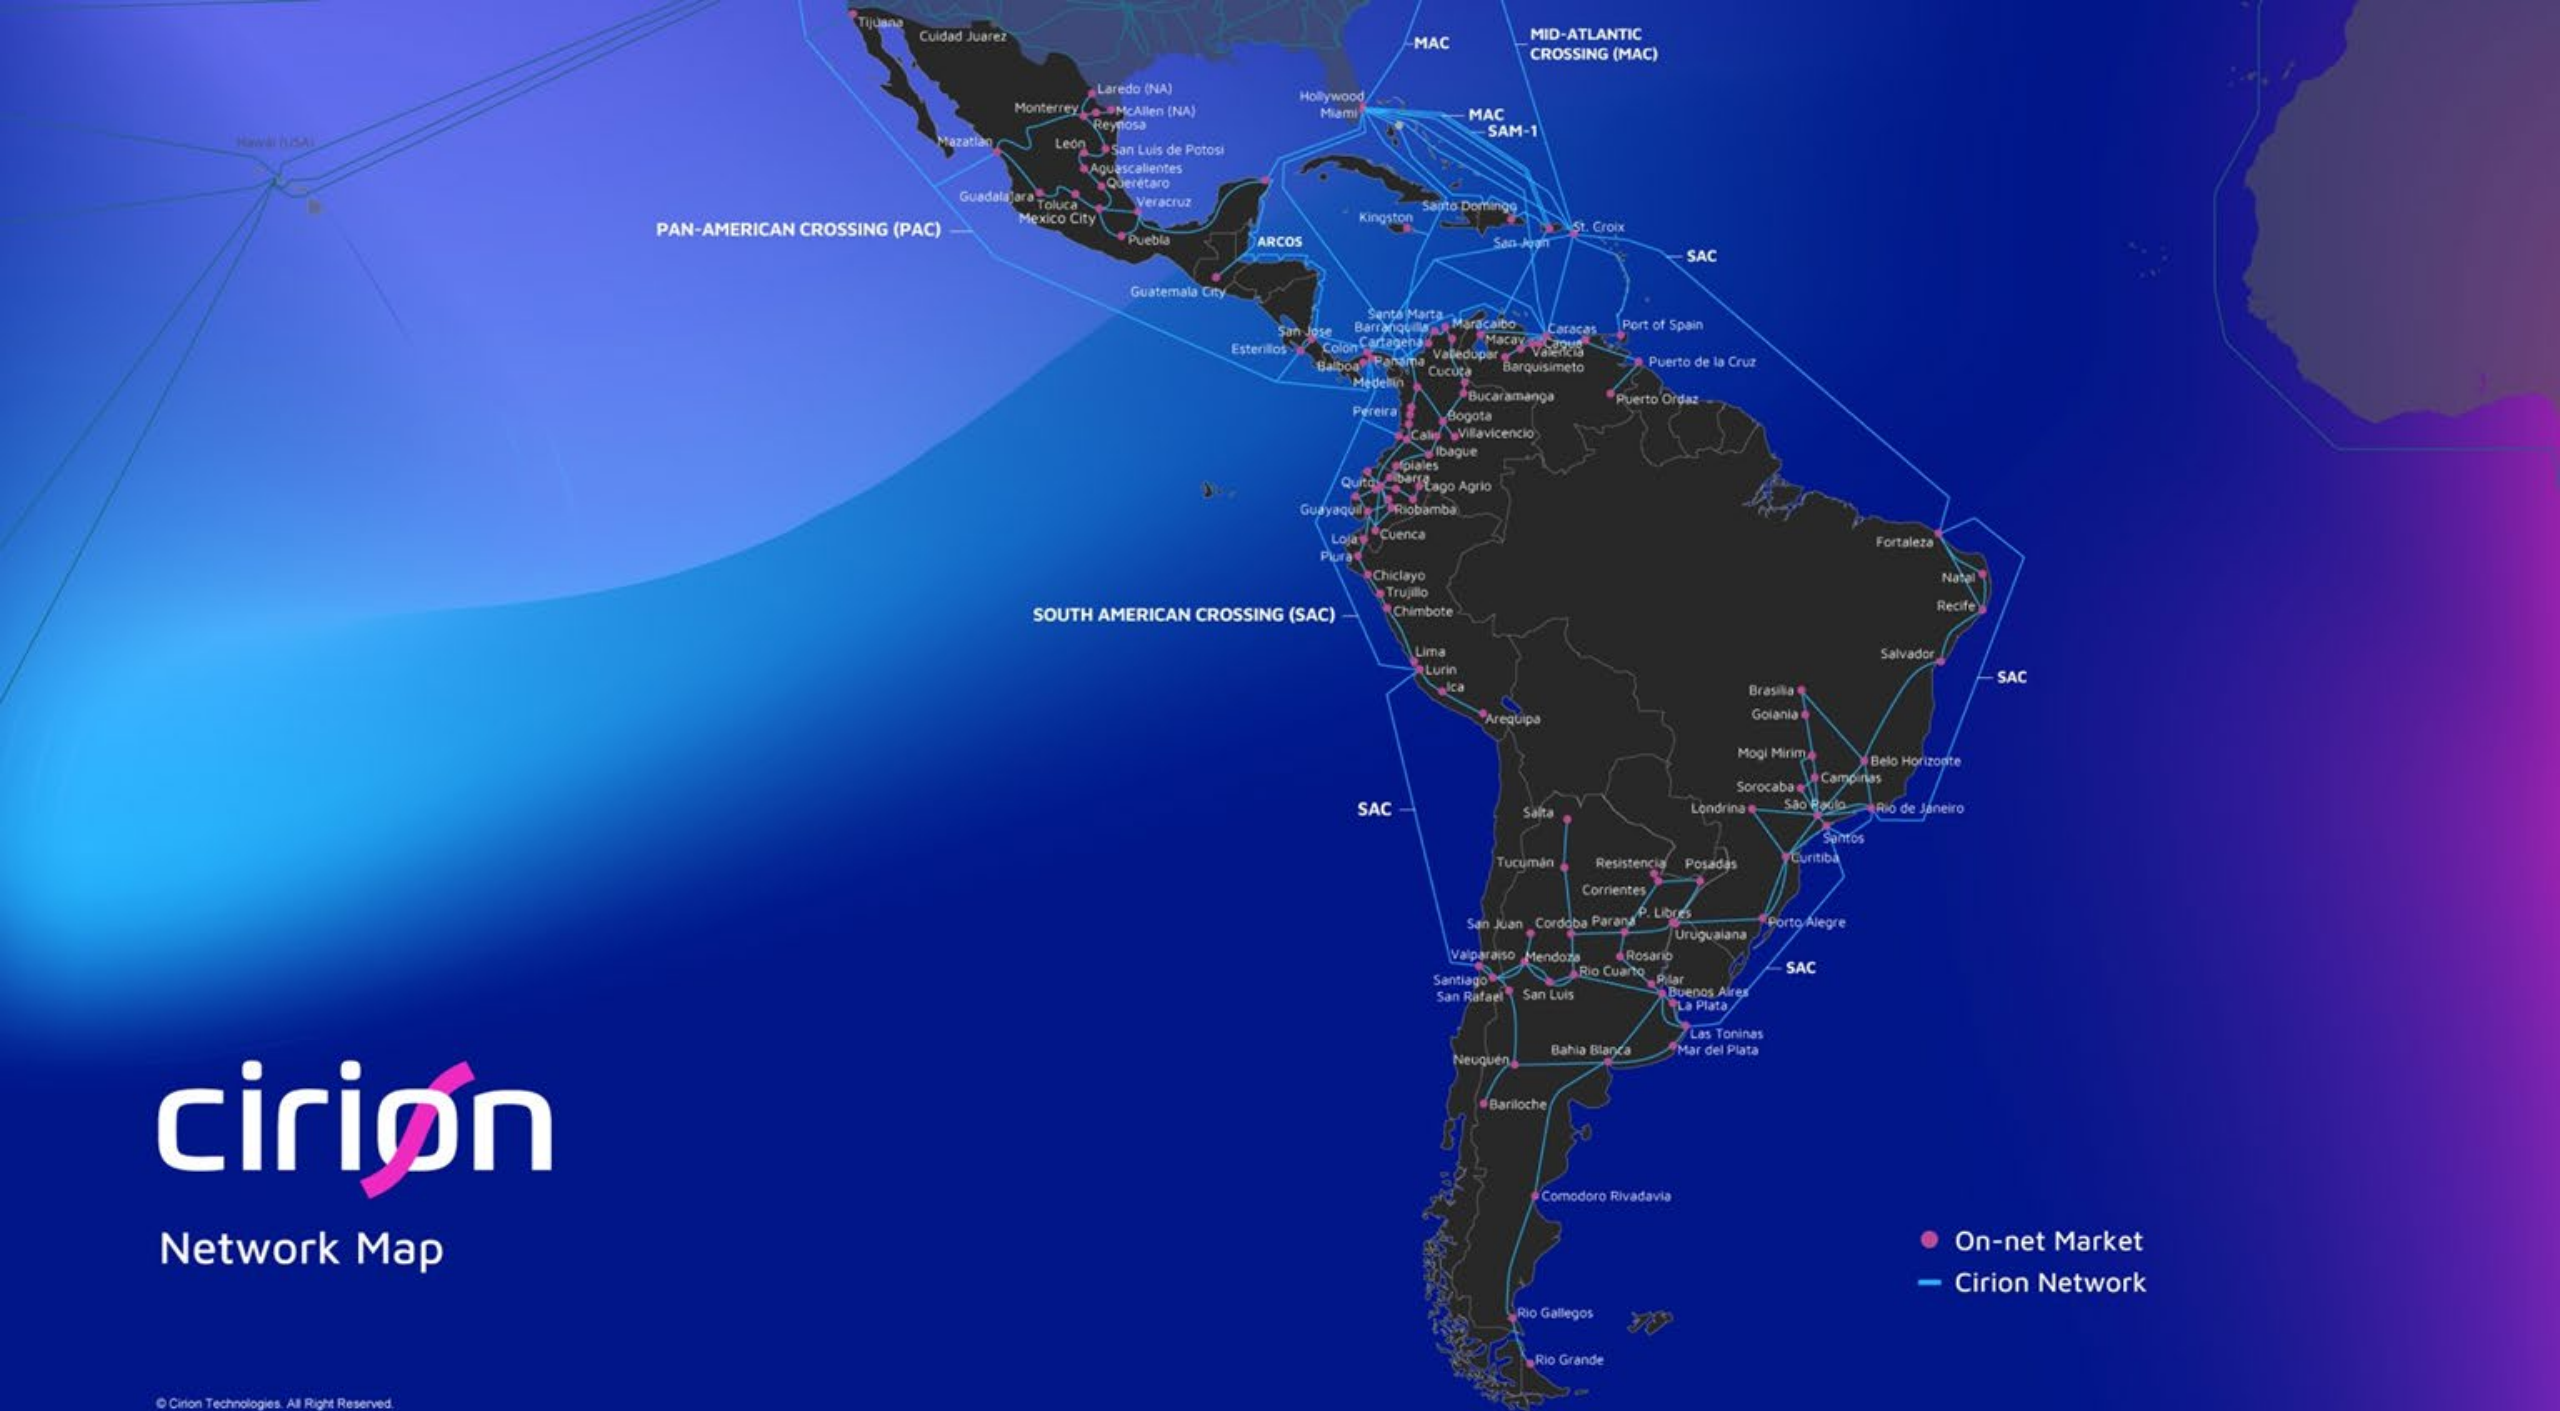 Tijuana
Cuidad Juarez
MAC
MID-ATLANTIC
CROSSING (MAC)
Laredo (NA)
Hollywood
Monterrey
McAllen (NA)
Miami
MAC
Reynosa
SAM-1
Hawái (USA)
Mazatlan
León
San Luis de Potosi
Aguascalientes
Querétaro
Guadalajara
Toluca
Veracruz
Mexico City
Santo Domingo
Kingston
St. Croix
PAN-AMERICAN CROSSING (PAC)
Puebla
ARCOS
San Juan
SAC
Guatemala City
Santa Marta
San Jose
Barranquilla
Maracaibo
Caracas
Port of Spain
Esterillos
Colon
Cartagena
Macay
Cagua
Valledupar
Valencia
Balboa
Panama
Barquisimeto
Puerto de la Cruz
Cucuta
Medellin
Bucaramanga
Puerto Ordaz
Pereira
Bogota
Cali
Villavicencio
Ibague
Ipiales
Ibarra
Quito
Lago Agrio
Guayaquil
Riobamba
Cuenca
Loja
Piura
Fortaleza
Chiclayo
Natal
Trujillo
Chimbote
Recife
SOUTH AMERICAN CROSSING (SAC)
Lima
Salvador
Lurin
SAC
Ica
Brasilia
Arequipa
Goiania
Mogi Mirim
Belo Horizonte
Campinas
Sorocaba
SAC
Salta
Londrina
São Paulo
Rio de Janeiro
Santos
Curitiba
Tucumán
Resistencia
Posadas
Corrientes
P. Libres
San Juan
Cordoba
Parana
Porto Alegre
Uruguaiana
Valparaiso
Mendoza
Rosario
SAC
Rio Cuarto
Santiago
Pilar
San Rafael
San Luis
Buenos Aires
La Plata
Las Toninas
Bahia Blanca
Mar del Plata
Neuquén
Bariloche
cirion
Comodoro Rivadavia
Network Map
On-net Market
Cirion Network
Rio Gallegos
Rio Grande
© Cirion Technologies. All Right Reserved.